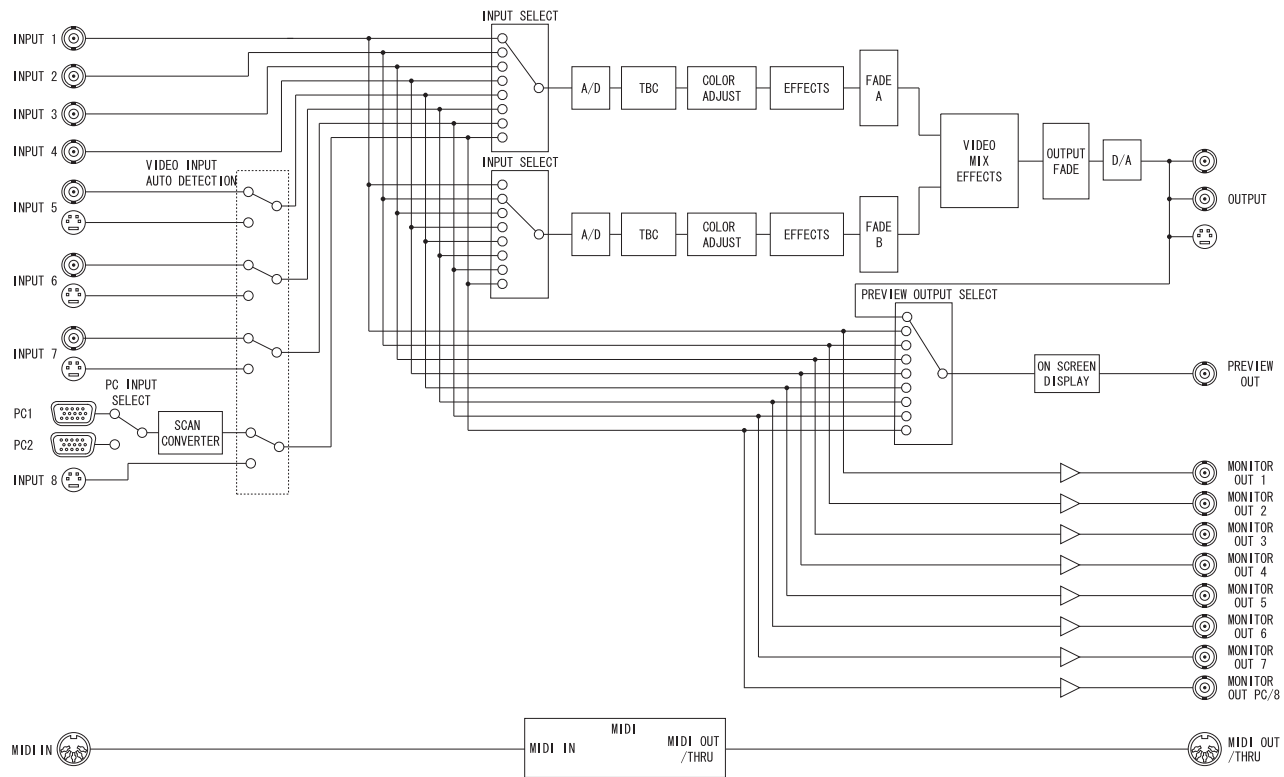 INPUT 1
INPUT 2
INPUT 3
INPUT 4
INPUT 5
INPUT 6
INPUT 7
PC1
PC2
INPUT 8
VIDEO INPUT
AUTO DETECTION
PC INPUT
SELECT
SCAN
CONVERTER
INPUT SELECT
A/D
TBC
COLOR
ADJUST
EFFECTS
FADE
A
INPUT SELECT
A/D
TBC
COLOR
ADJUST
EFFECTS
FADE
B
VIDEO
MIX
EFFECTS
OUTPUT
FADE
D/A
OUTPUT
PREVIEW OUTPUT SELECT
ON SCREEN
DISPLAY
PREVIEW
OUT
MONITOR
OUT 1
MONITOR
OUT 2
MONITOR
OUT 3
MONITOR
OUT 4
MONITOR
OUT 5
MONITOR
OUT 6
MONITOR
OUT 7
MONITOR
OUT PC/8
MIDI IN
MIDI
MIDI IN
MIDI OUT
/THRU
MIDI OUT
/THRU